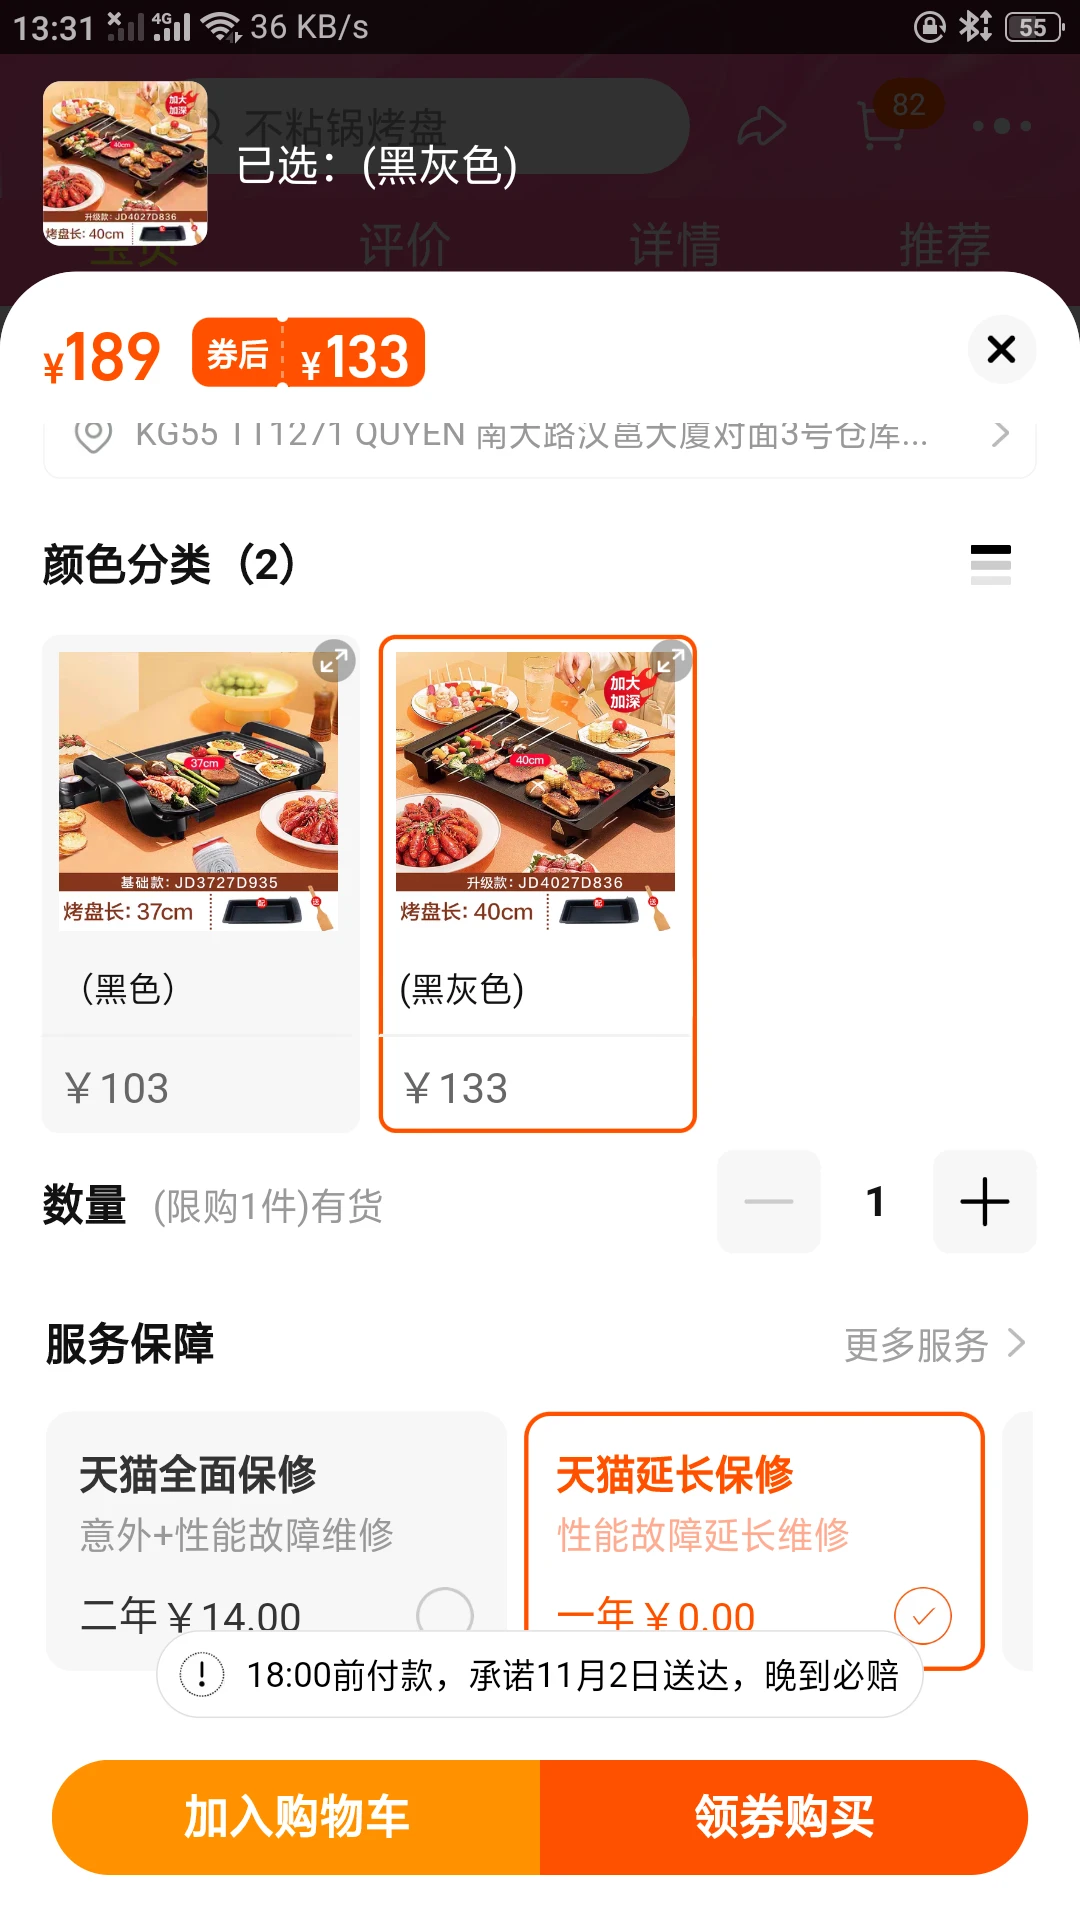 13:31 4G 36 KB/s 55
不粘锅烤盘
82
加大
加深
40cm
升级款: JD4027D836
烤盘长: 40cm
已选: (黑灰色)
宝贝 评价 详情 推荐
¥189 券后 ¥133
KG55 TT1271 QUYEN 南大路汉邕大厦对面3号仓库...
颜色分类（2）
37cm
基础款: JD3727D935
烤盘长: 37cm 配 送
（黑色）
¥103
加大
加深
40cm
升级款: JD4027D836
烤盘长: 40cm 配 送
(黑灰色)
¥133
数量 (限购1件)有货 1
服务保障 更多服务
天猫全面保修
意外+性能故障维修
二年 ¥14.00
天猫延长保修
性能故障延长维修
一年 ¥0.00
18:00前付款，承诺11月2日送达，晚到必赔
加入购物车 领券购买